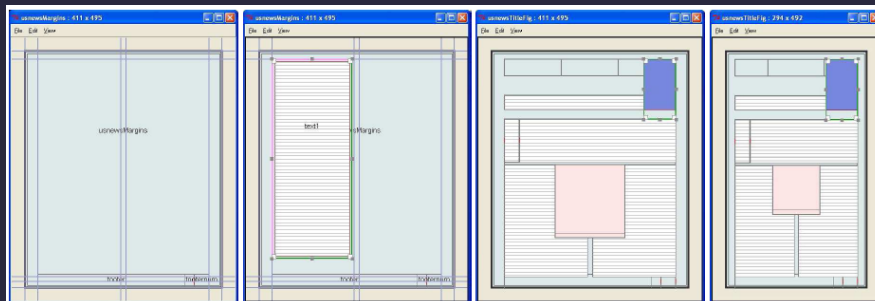 usnewsMargins : 411 x 495
File Edit View
usnewsMargins
footer
footernum
usnewsMargins : 411 x 495
File Edit View
text1
sMargins
footer
footernum
usnewsTitleFig : 411 x 495
File Edit View
usnewsTitleFig : 294 x 492
File Edit View